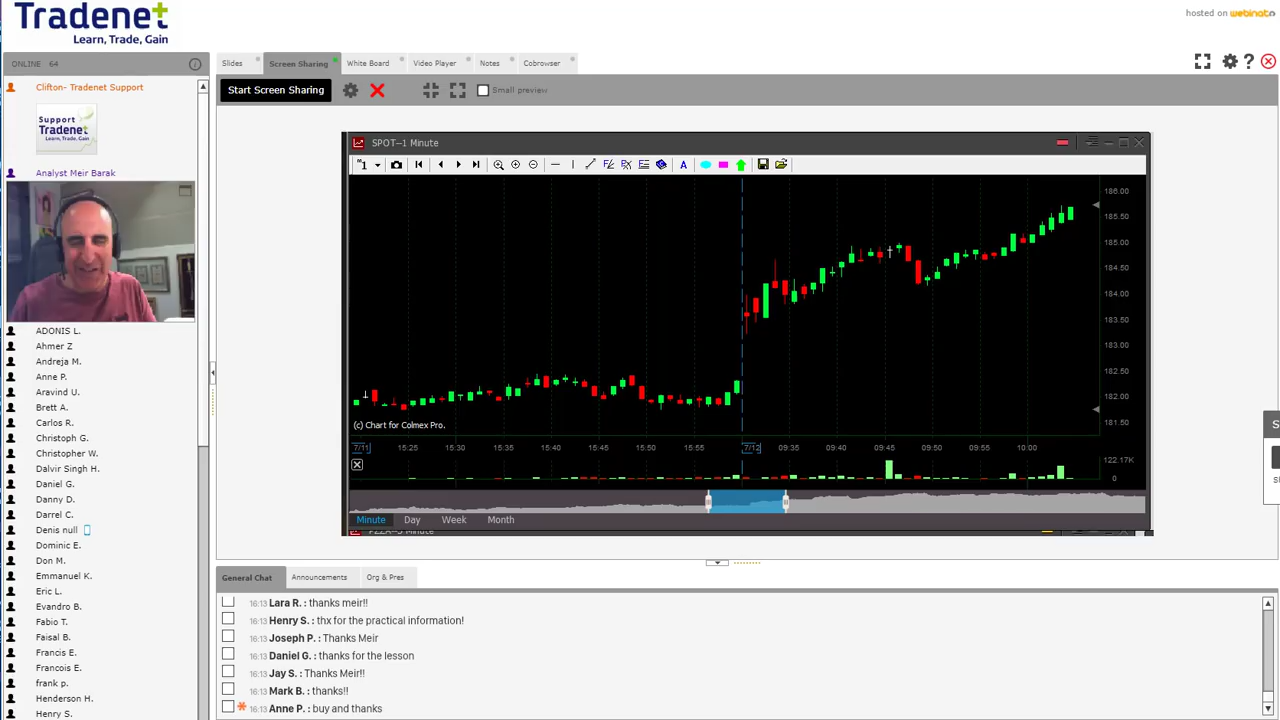 Tradenet
Learn, Trade, Gain
hosted on webinato
ONLINE 64
Clifton- Tradenet Support
Support
Tradenet
Learn, Trade, Gain
Analyst Meir Barak
ADONIS L.
Ahmer Z
Andreja M.
Anne P.
Aravind U.
Brett A.
Carlos R.
Christoph G.
Christopher W.
Dalvir Singh H.
Daniel G.
Danny D.
Darrel C.
Denis null
Dominic E.
Don M.
Emmanuel K.
Eric L.
Evandro B.
Fabio T.
Faisal B.
Francis E.
Francois E.
frank p.
Henderson H.
Henry S.
Slides
Screen Sharing
White Board
Video Player
Notes
Cobrowser
Start Screen Sharing
Small preview
SPOT--1 Minute
1
A
186.00
185.50
185.00
184.50
184.00
183.50
183.00
182.50
182.00
181.50
(c) Chart for Colmex Pro.
7/11 15:25 15:30 15:35 15:40 15:45 15:50 15:55 7/12 09:35 09:40 09:45 09:50 09:55 10:00
122.17K
0
Minute Day Week Month
General Chat
Announcements
Org & Pres
16:13 Lara R. : thanks meir!!
16:13 Henry S. : thx for the practical information!
16:13 Joseph P. : Thanks Meir
16:13 Daniel G. : thanks for the lesson
16:13 Jay S. : Thanks Meir!!
16:13 Mark B. : thanks!!
16:13 Anne P. : buy and thanks